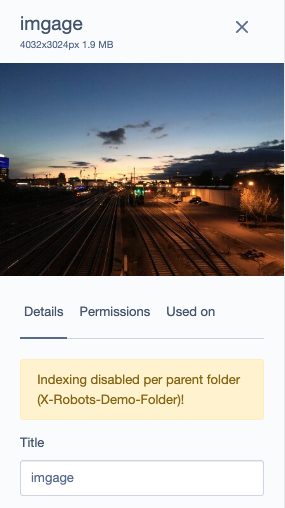 imgage
4032x3024px 1.9 MB
Details Permissions Used on
Indexing disabled per parent folder
(X-Robots-Demo-Folder)!
Title
imgage